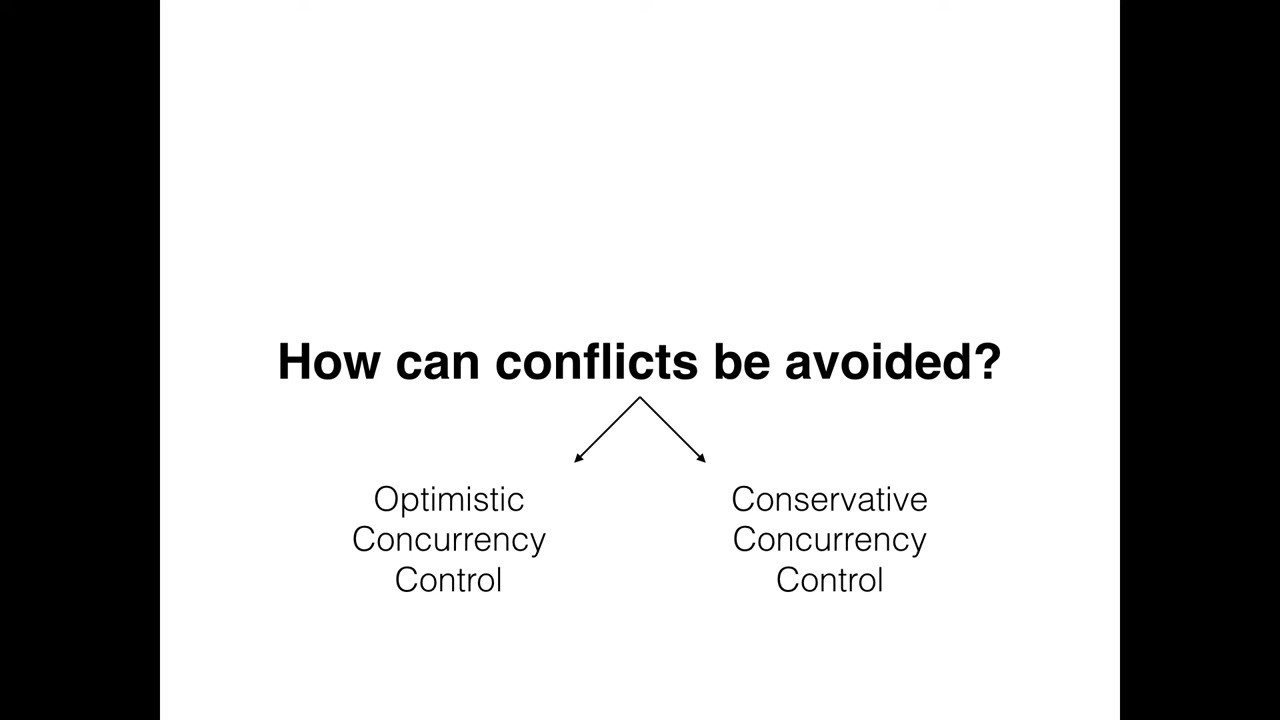 How can conflicts be avoided?
Optimistic
Concurrency
Control
Conservative
Concurrency
Control